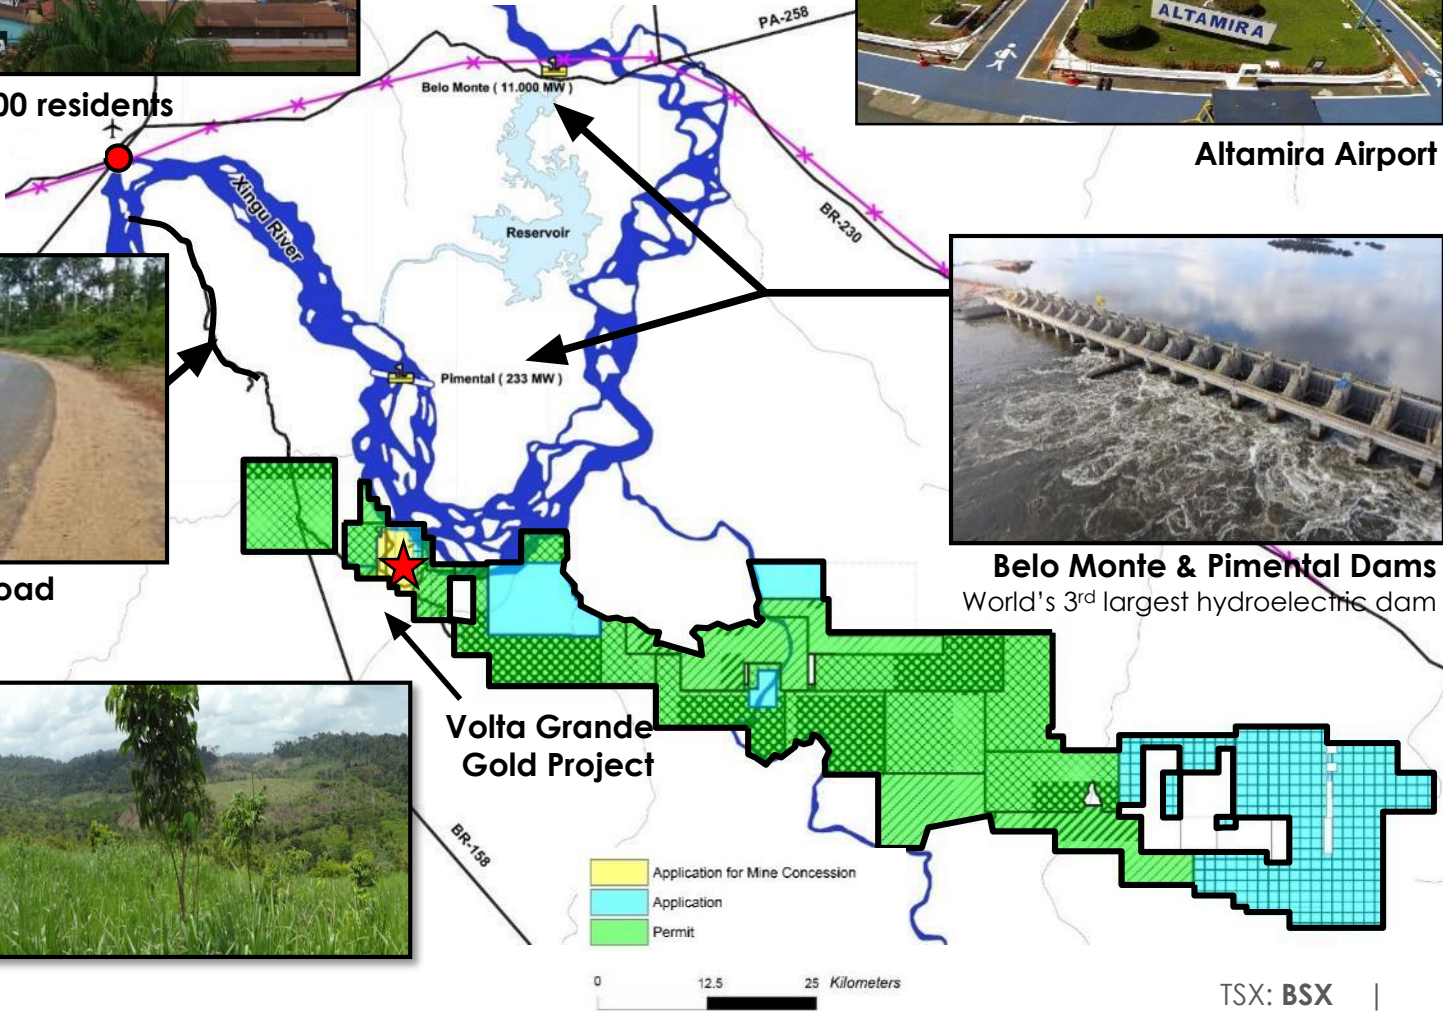 PA-258
ALTAMIRA
Belo Monte ( 11.000 MW )
00 residents
Altamira Airport
Xingu River
Reservoir
BR-230
Pimental ( 233 MW )
Belo Monte & Pimental Dams
World's 3rd largest hydroelectric dam
oad
Volta Grande
Gold Project
BR-158
Application for Mine Concession
Application
Permit
0 12.5 25 Kilometers
TSX: BSX |